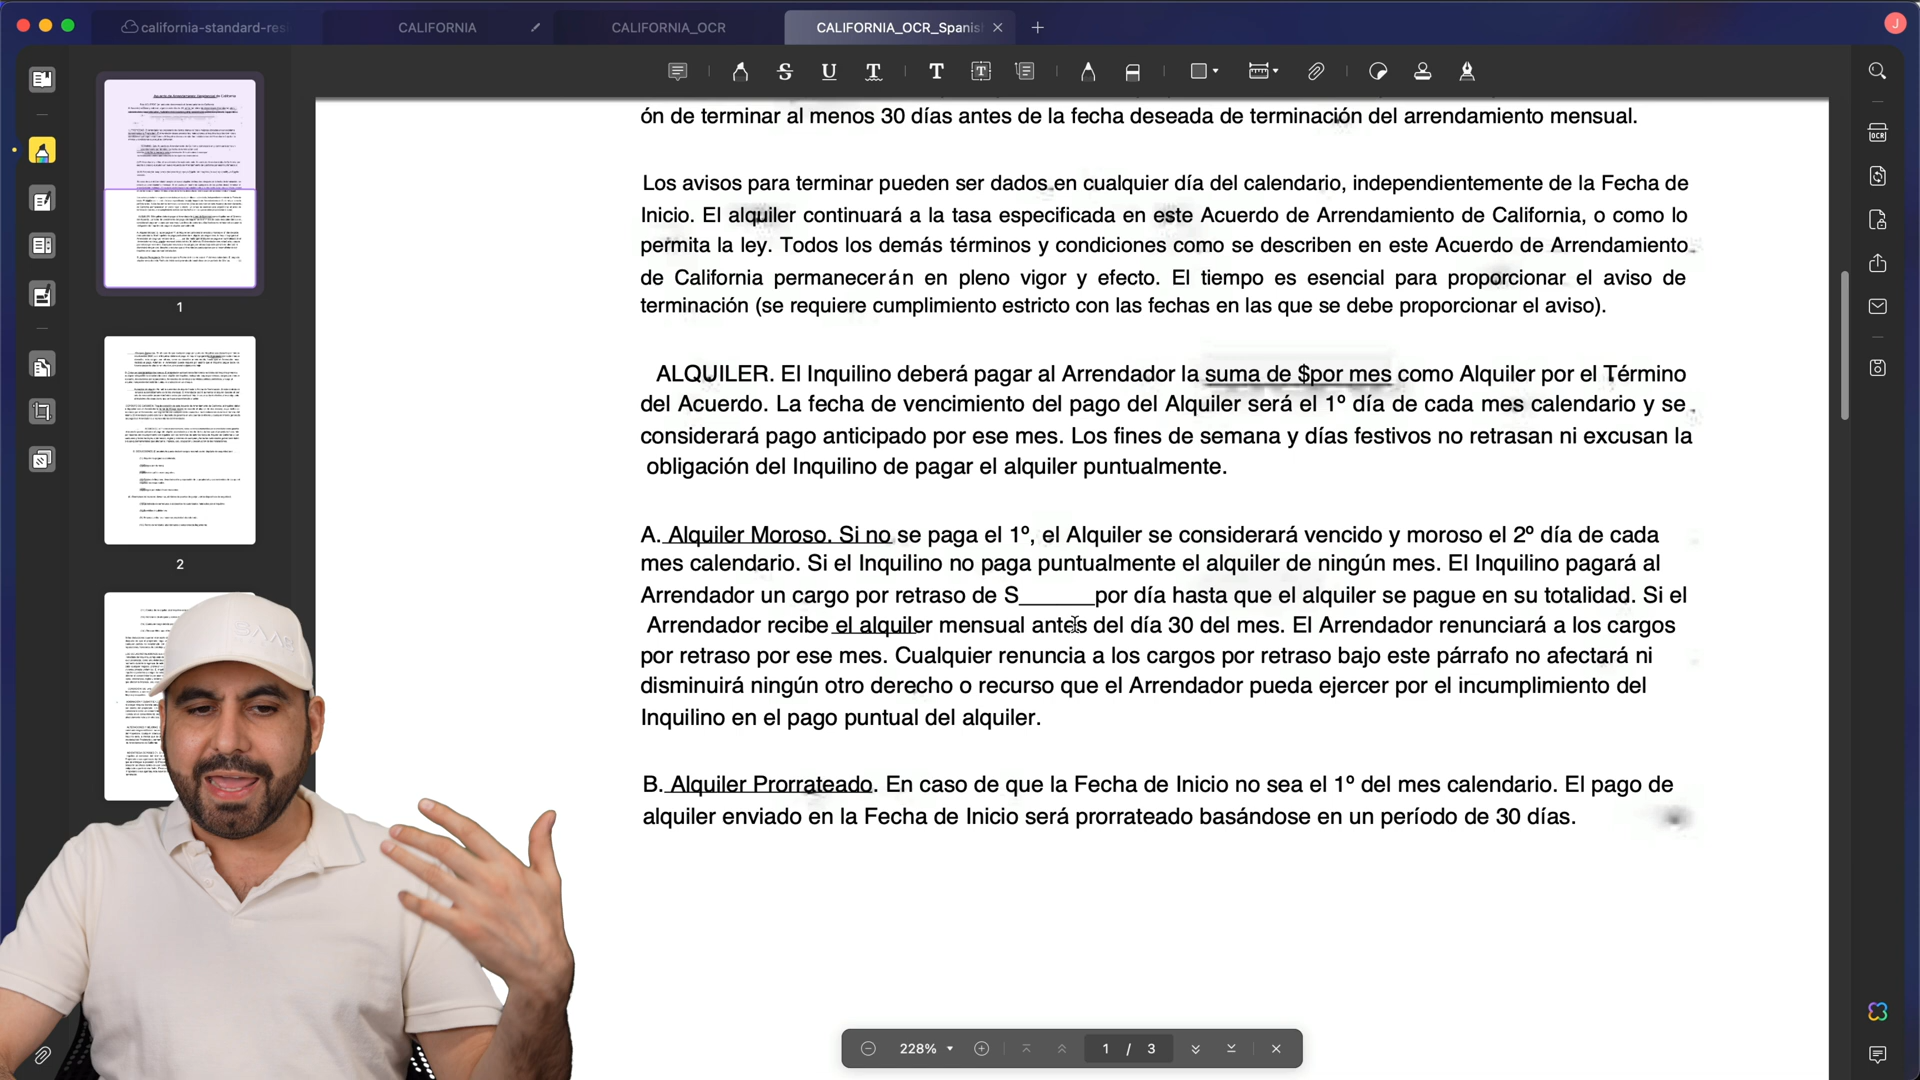 california-standard-res
CALIFORNIA
CALIFORNIA_OCR
CALIFORNIA_OCR_Spanis
J
OCR
ón de terminar al menos 30 días antes de la fecha deseada de terminación del arrendamiento mensual.
Los avisos para terminar pueden ser dados en cualquier día del calendario, independientemente de la Fecha de
Inicio. El alquiler continuará a la tasa especificada en este Acuerdo de Arrendamiento de California, o como lo
permita la ley. Todos los demás términos y condiciones como se describen en este Acuerdo de Arrendamiento
de California permanecerán en pleno vigor y efecto. El tiempo es esencial para proporcionar el aviso de
terminación (se requiere cumplimiento estricto con las fechas en las que se debe proporcionar el aviso).
ALQUILER. El Inquilino deberá pagar al Arrendador la suma de $por mes como Alquiler por el Término
del Acuerdo. La fecha de vencimiento del pago del Alquiler será el 1º día de cada mes calendario y se
considerará pago anticipado por ese mes. Los fines de semana y días festivos no retrasan ni excusan la
obligación del Inquilino de pagar el alquiler puntualmente.
A. Alquiler Moroso. Si no se paga el 1º, el Alquiler se considerará vencido y moroso el 2º día de cada
mes calendario. Si el Inquilino no paga puntualmente el alquiler de ningún mes. El Inquilino pagará al
Arrendador un cargo por retraso de S______por día hasta que el alquiler se pague en su totalidad. Si el
Arrendador recibe el alquiler mensual antes del día 30 del mes. El Arrendador renunciará a los cargos
por retraso por ese mes. Cualquier renuncia a los cargos por retraso bajo este párrafo no afectará ni
disminuirá ningún otro derecho o recurso que el Arrendador pueda ejercer por el incumplimiento del
Inquilino en el pago puntual del alquiler.
B. Alquiler Prorrateado. En caso de que la Fecha de Inicio no sea el 1º del mes calendario. El pago de
alquiler enviado en la Fecha de Inicio será prorrateado basándose en un período de 30 días.
1
2
228%
1 / 3